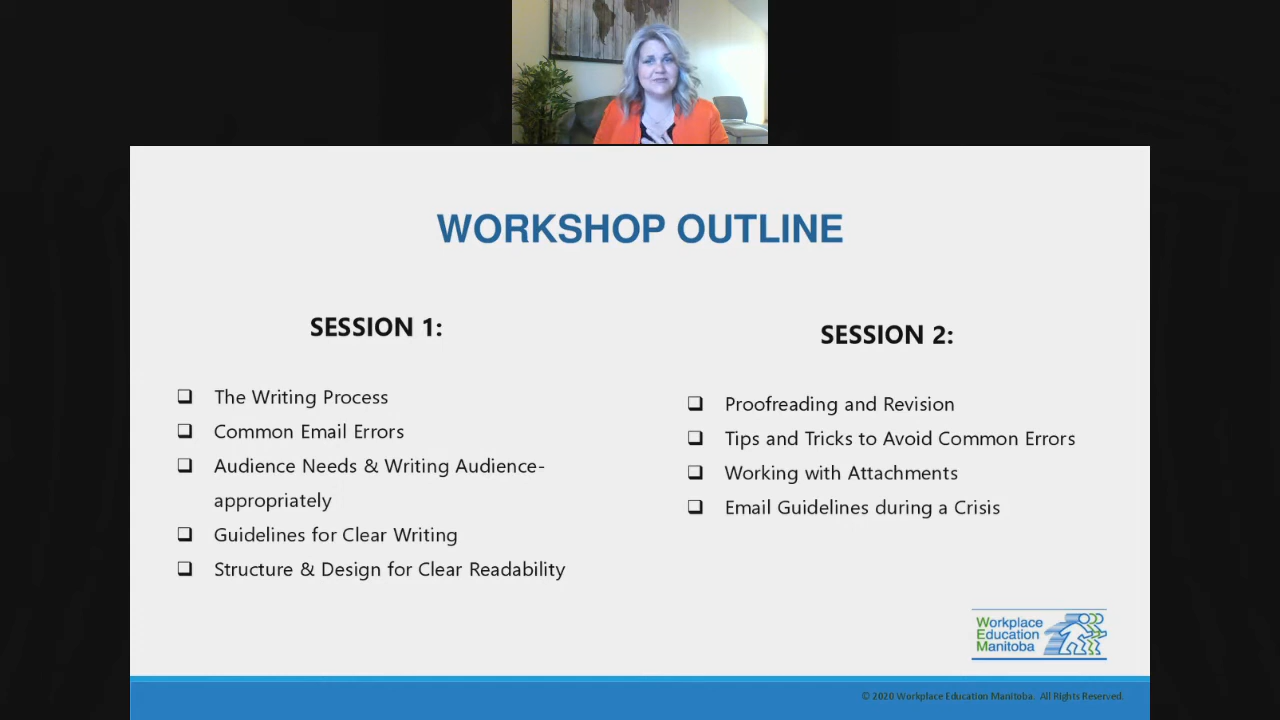 WORKSHOP OUTLINE
SESSION 1:
❑ The Writing Process
❑ Common Email Errors
❑ Audience Needs & Writing Audience-
appropriately
❑ Guidelines for Clear Writing
❑ Structure & Design for Clear Readability
SESSION 2:
❑ Proofreading and Revision
❑ Tips and Tricks to Avoid Common Errors
❑ Working with Attachments
❑ Email Guidelines during a Crisis
Workplace
Education
Manitoba
© 2020 Workplace Education Manitoba. All Rights Reserved.